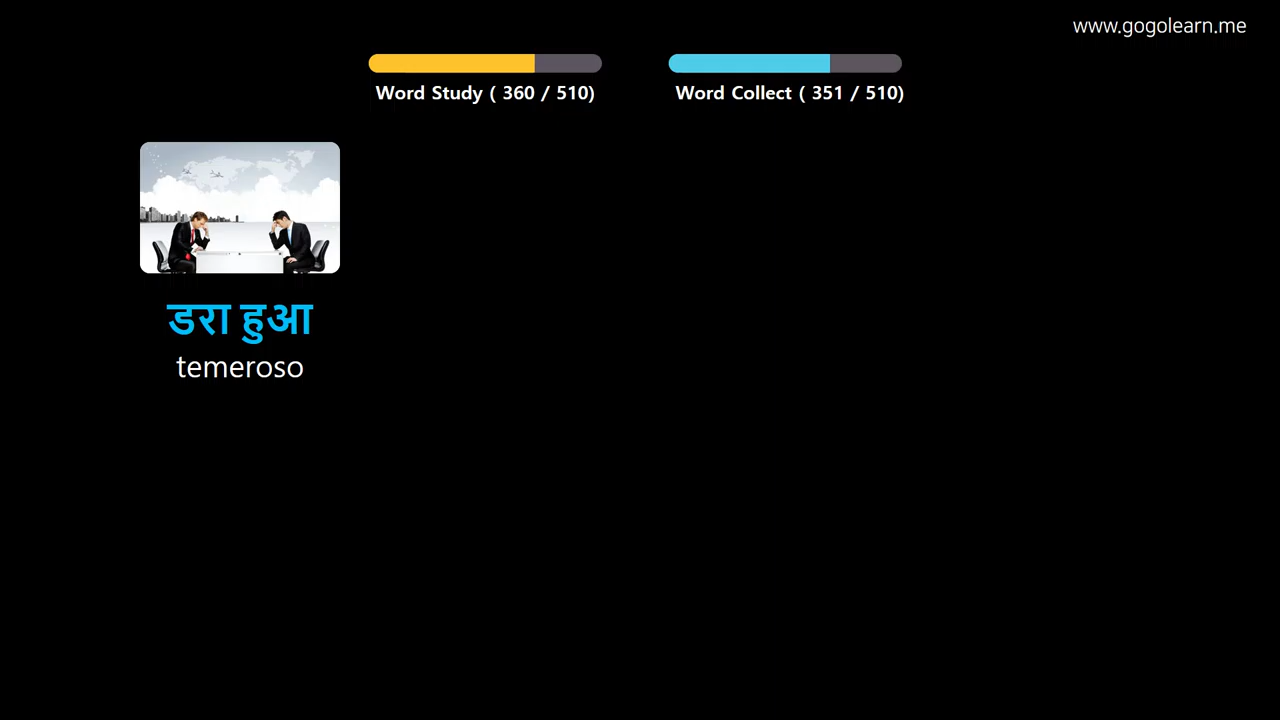 www.gogolearn.me
Word Study ( 360 / 510)
Word Collect ( 351 / 510)
डरा हुआ
temeroso